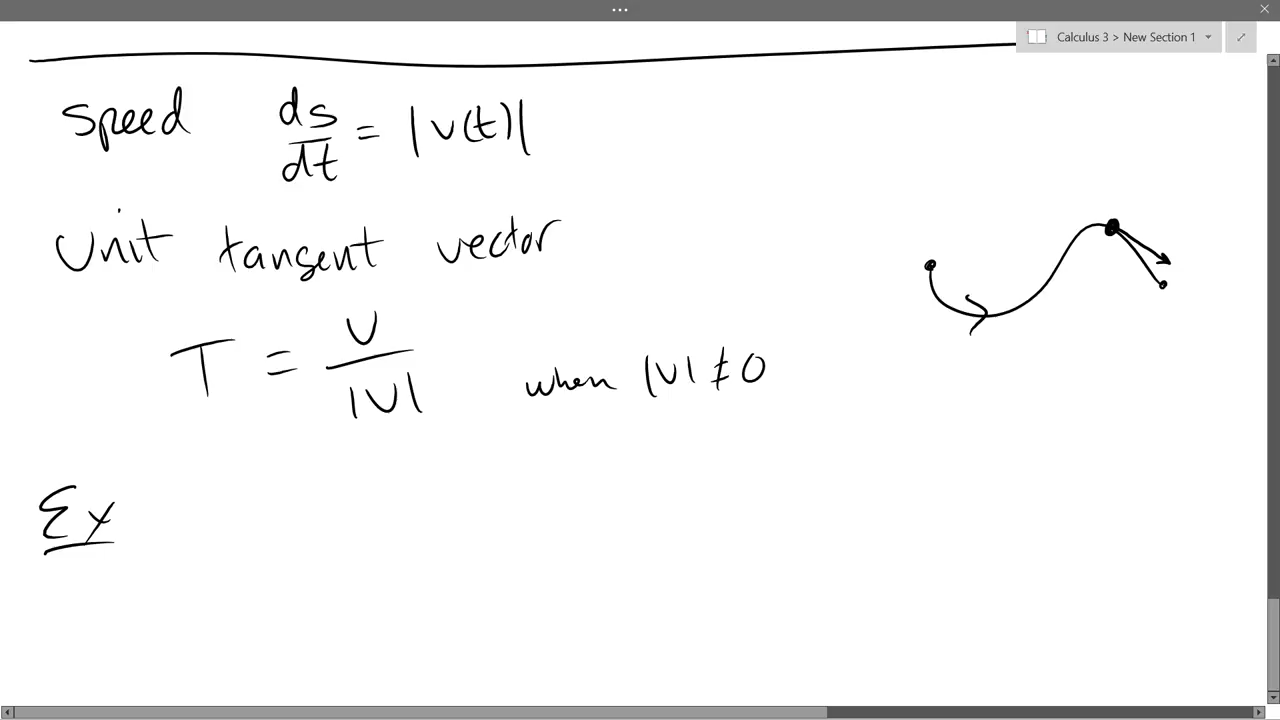 Calculus 3 > New Section 1
Speed ds/dt = |v(t)|
Unit tangent vector
T = v/|v| when |v| ≠ 0
Ex